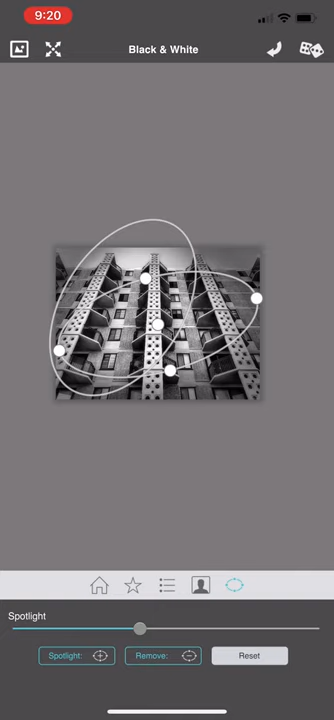 9:20
Black & White
Spotlight
Spotlight:
Remove:
Reset